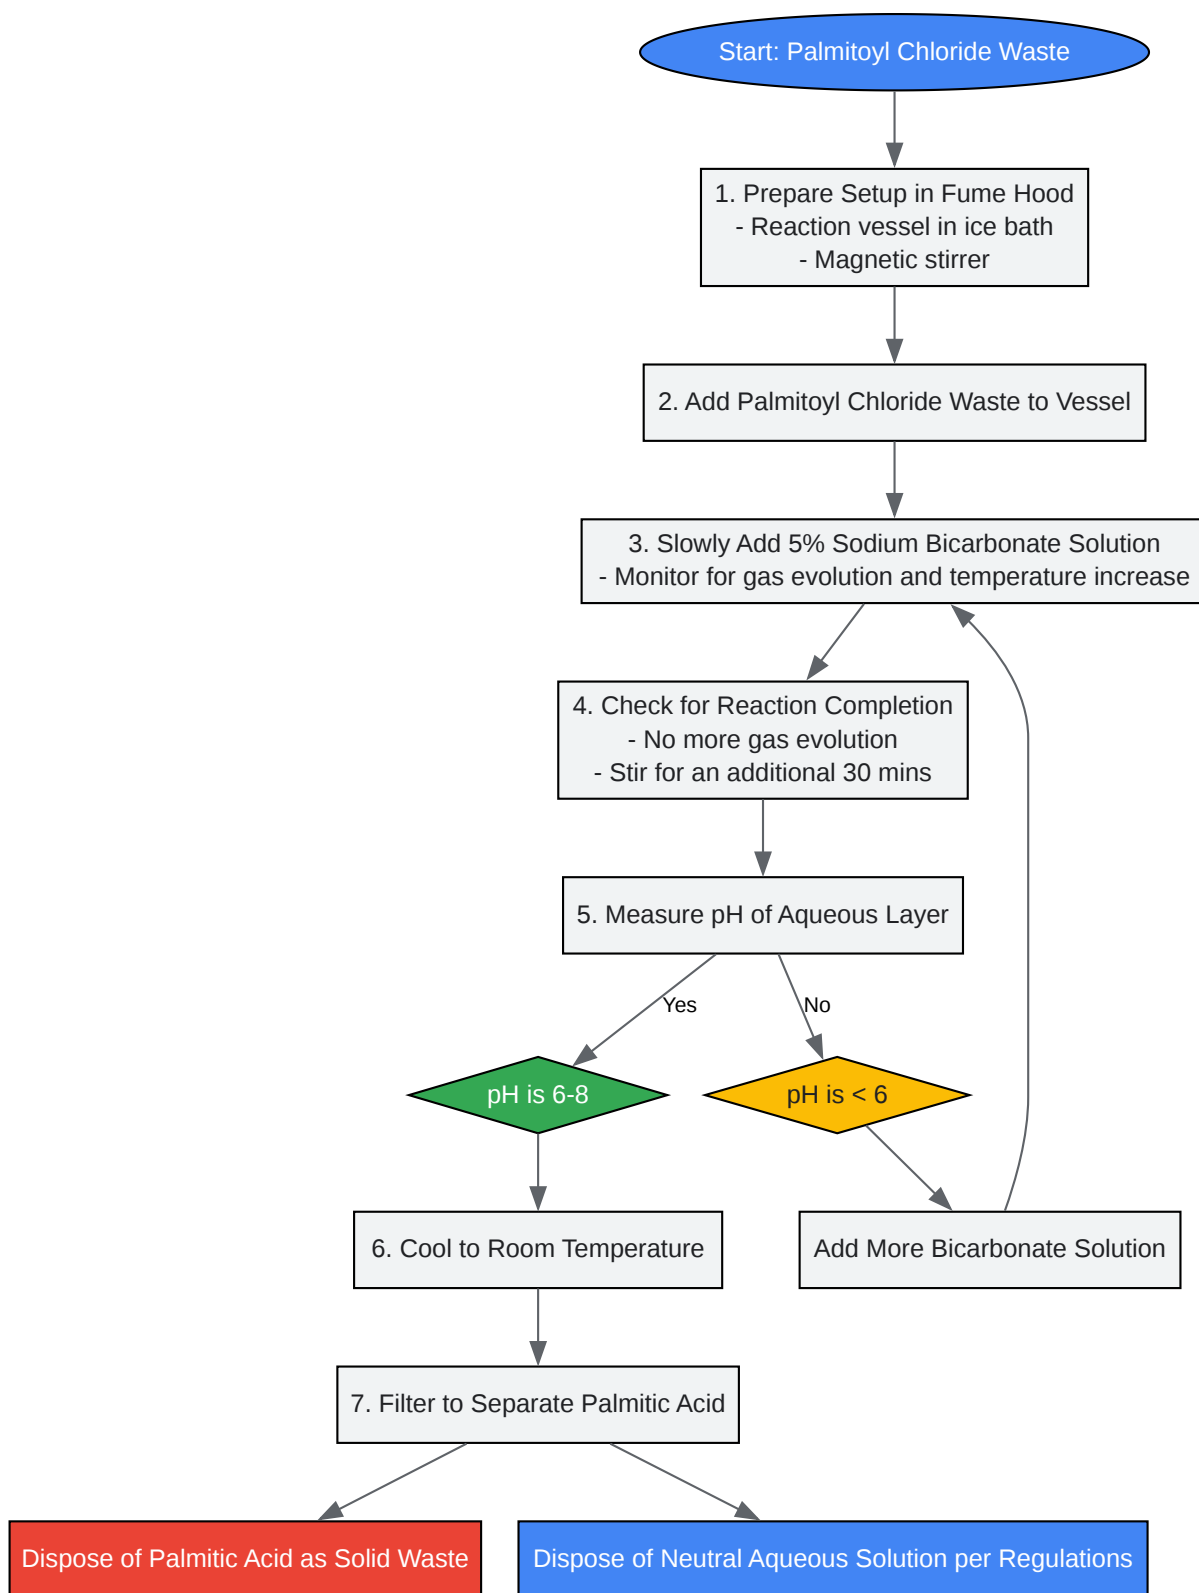 Start: Palmitoyl Chloride Waste
1. Prepare Setup in Fume Hood
- Reaction vessel in ice bath
- Magnetic stirrer
2. Add Palmitoyl Chloride Waste to Vessel
3. Slowly Add 5% Sodium Bicarbonate Solution
- Monitor for gas evolution and temperature increase
4. Check for Reaction Completion
- No more gas evolution
- Stir for an additional 30 mins
5. Measure pH of Aqueous Layer
Yes
No
pH is 6-8
pH is < 6
6. Cool to Room Temperature
Add More Bicarbonate Solution
7. Filter to Separate Palmitic Acid
Dispose of Palmitic Acid as Solid Waste
Dispose of Neutral Aqueous Solution per Regulations